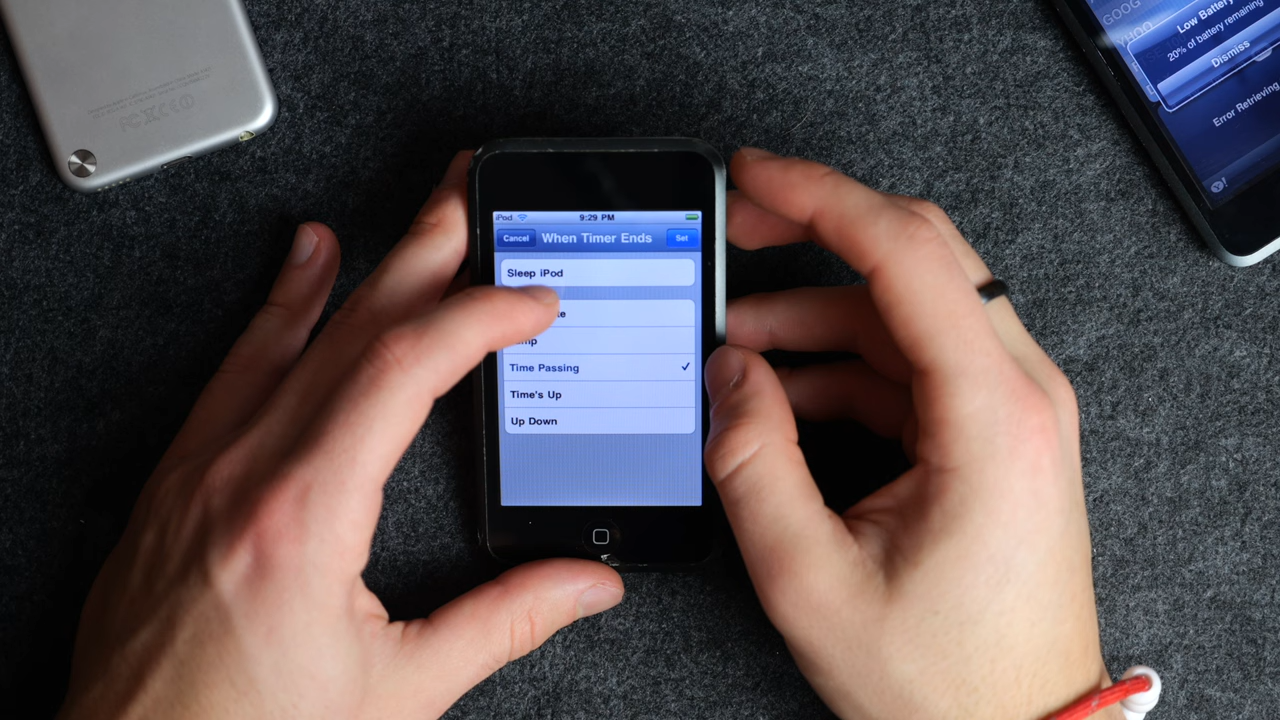 GOOG
YHOO
Low Battery
20% of battery remaining
Dismiss
Error Retrieving
iPod
9:29 PM
Cancel
When Timer Ends
Set
Sleep iPod
Time Passing
Time's Up
Up Down